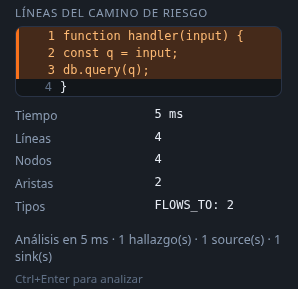 LÍNEAS DEL CAMINO DE RIESGO
1 function handler(input) {
2 const q = input;
3 db.query(q);
4 }
Tiempo 5 ms
Líneas 4
Nodos 4
Aristas 2
Tipos FLOWS_TO: 2
Análisis en 5 ms · 1 hallazgo(s) · 1 source(s) · 1
sink(s)
Ctrl+Enter para analizar